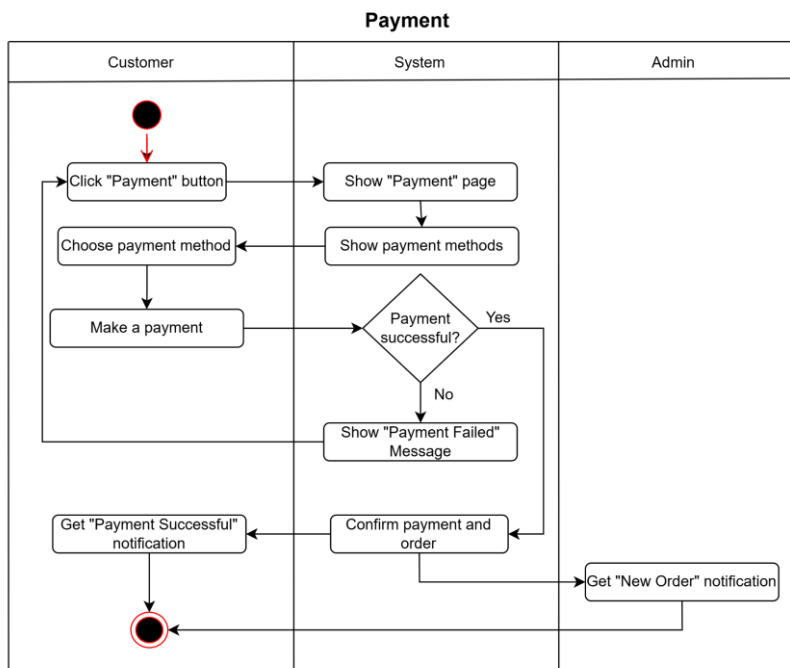 Payment
Customer
System
Admin
Click "Payment" button
Show "Payment" page
Choose payment method
Show payment methods
Make a payment
Payment
successful?
Yes
No
Show "Payment Failed"
Message
Get "Payment Successful"
notification
Confirm payment and
order
Get "New Order" notification